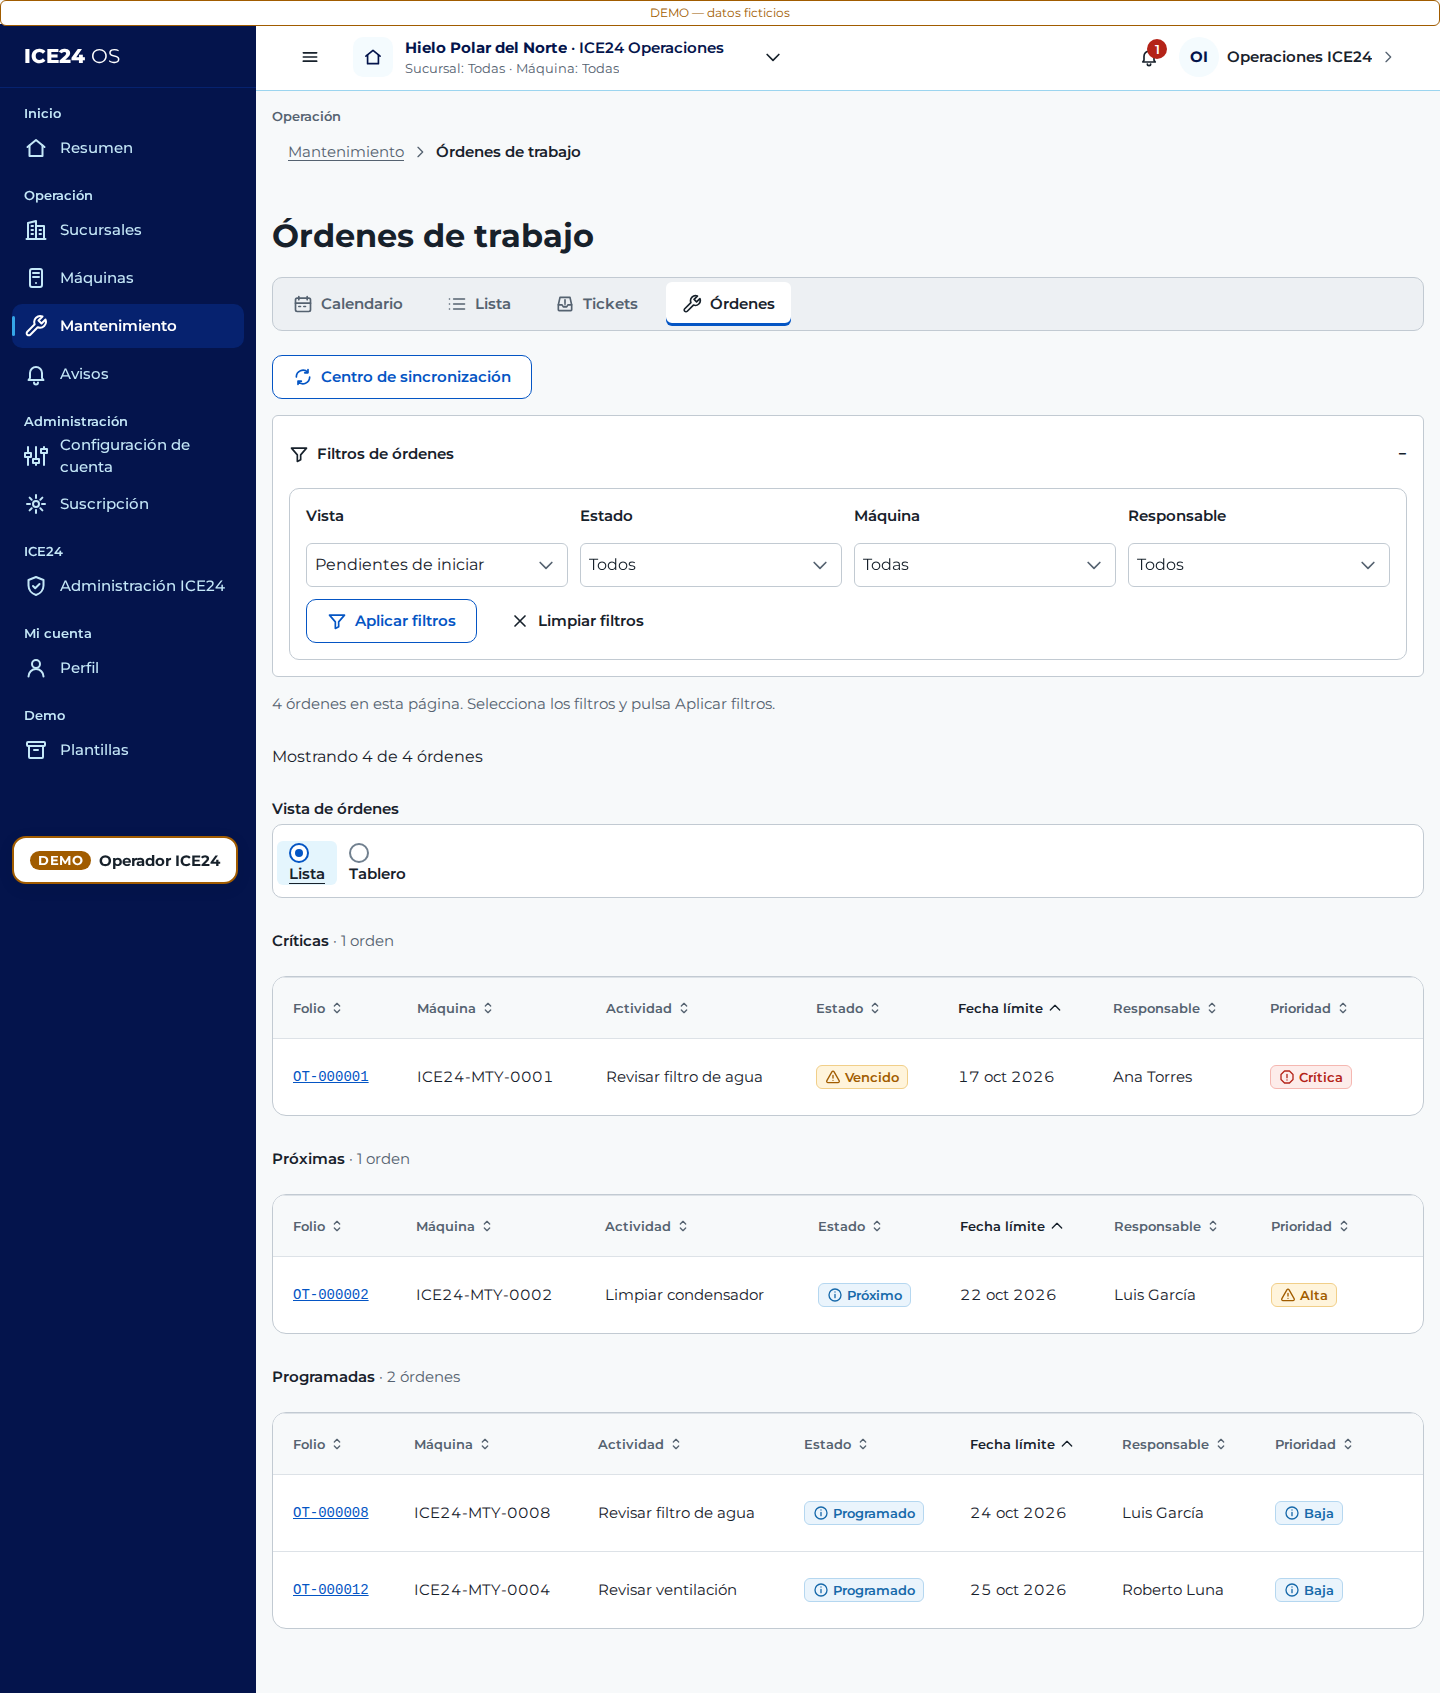 DEMO — datos ficticios
ICE24 OS
Inicio
Resumen
Operación
Sucursales
Máquinas
Mantenimiento
Avisos
Administración
Configuración de
cuenta
Suscripción
ICE24
Administración ICE24
Mi cuenta
Perfil
Demo
Plantillas
DEMO Operador ICE24
Hielo Polar del Norte · ICE24 Operaciones
Sucursal: Todas · Máquina: Todas
1
OI Operaciones ICE24
Operación
Mantenimiento Órdenes de trabajo
Órdenes de trabajo
Calendario Lista Tickets Órdenes
Centro de sincronización
Filtros de órdenes −
Vista Estado Máquina Responsable
Pendientes de iniciar Todos Todas Todos
Aplicar filtros Limpiar filtros
4 órdenes en esta página. Selecciona los filtros y pulsa Aplicar filtros.
Mostrando 4 de 4 órdenes
Vista de órdenes
Lista Tablero
Críticas · 1 orden
Folio Máquina Actividad Estado Fecha límite Responsable Prioridad
OT-000001 ICE24-MTY-0001 Revisar filtro de agua Vencido 17 oct 2026 Ana Torres Crítica
Próximas · 1 orden
Folio Máquina Actividad Estado Fecha límite Responsable Prioridad
OT-000002 ICE24-MTY-0002 Limpiar condensador Próximo 22 oct 2026 Luis García Alta
Programadas · 2 órdenes
Folio Máquina Actividad Estado Fecha límite Responsable Prioridad
OT-000008 ICE24-MTY-0008 Revisar filtro de agua Programado 24 oct 2026 Luis García Baja
OT-000012 ICE24-MTY-0004 Revisar ventilación Programado 25 oct 2026 Roberto Luna Baja